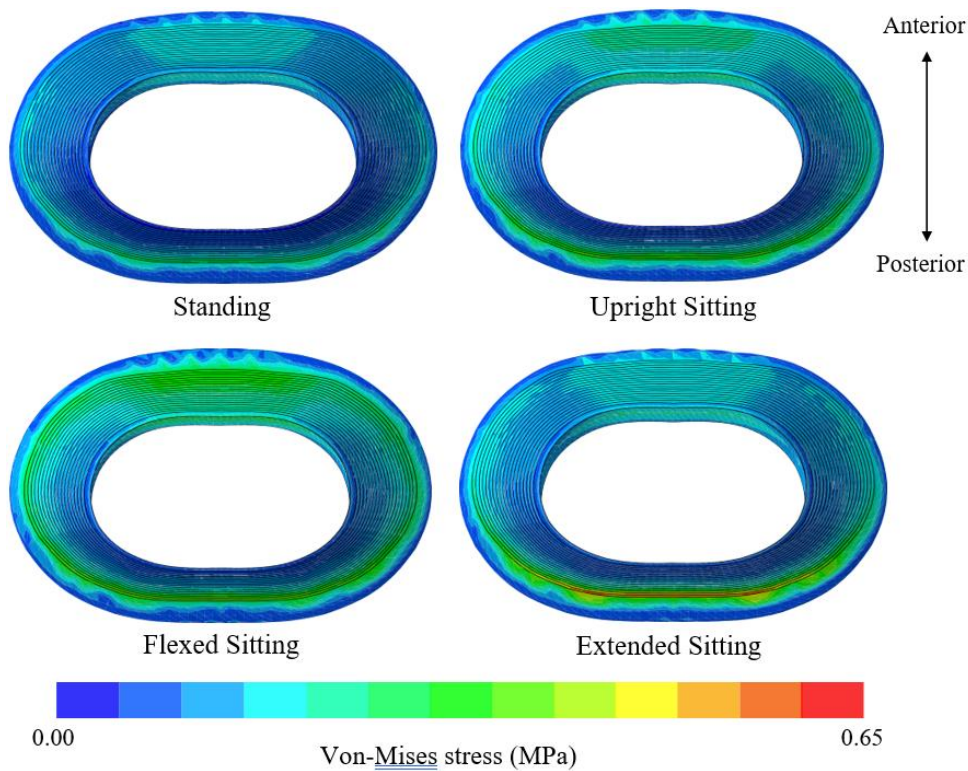 Anterior
Posterior
Standing
Upright Sitting
Flexed Sitting
Extended Sitting
0.00
0.65
Von-Mises stress (MPa)